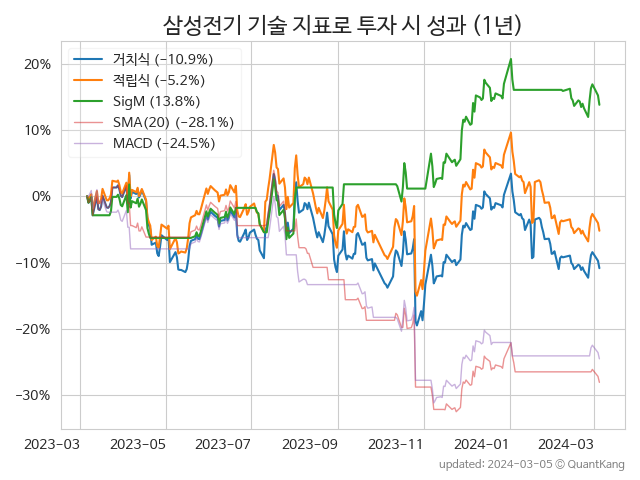 삼성전기 기술 지표로 투자 시 성과 (1년)
거치식 (−10.9%)
적립식 (−5.2%)
SigM (13.8%)
SMA(20) (−28.1%)
MACD (−24.5%)
20%
10%
0%
−10%
−20%
−30%
2023-03 2023-05 2023-07 2023-09 2023-11 2024-01 2024-03
updated: 2024-03-05 ⓒ QuantKang